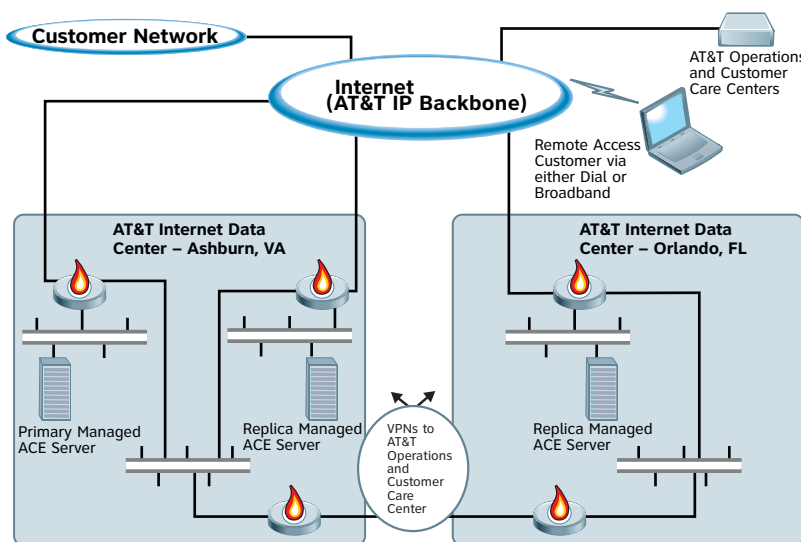 Customer Network
Internet
(AT&T IP Backbone)
AT&T Operations
and Customer
Care Centers
Remote Access
Customer via
either Dial or
Broadband
AT&T Internet Data
Center – Ashburn, VA
AT&T Internet Data
Center – Orlando, FL
Primary Managed
ACE Server
Replica Managed
ACE Server
VPNs to
AT&T
Operations
and
Customer
Care
Center
Replica Managed
ACE Server